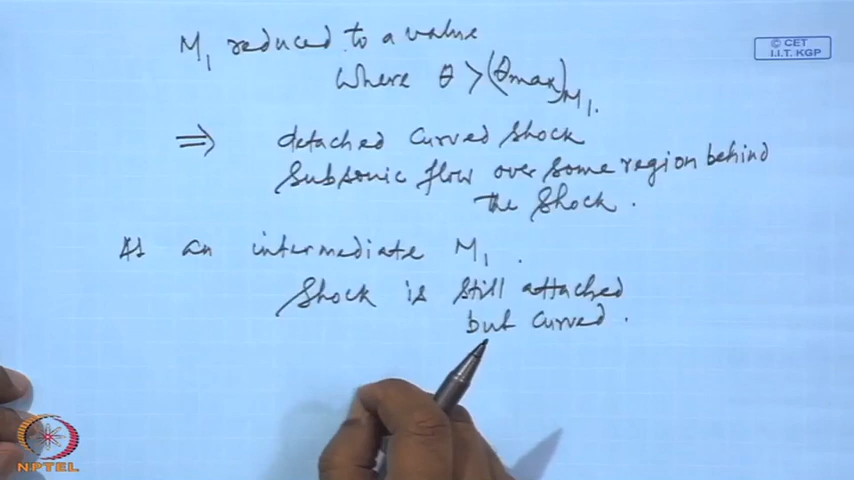 M₁ reduced to a value
where θ > (θmax)M₁.
⇒ detached curved shock
subsonic flow over some region behind
the shock.
As an intermediate M₁.
Shock is still attached
but curved.
© CET
I.I.T. KGP
NPTEL